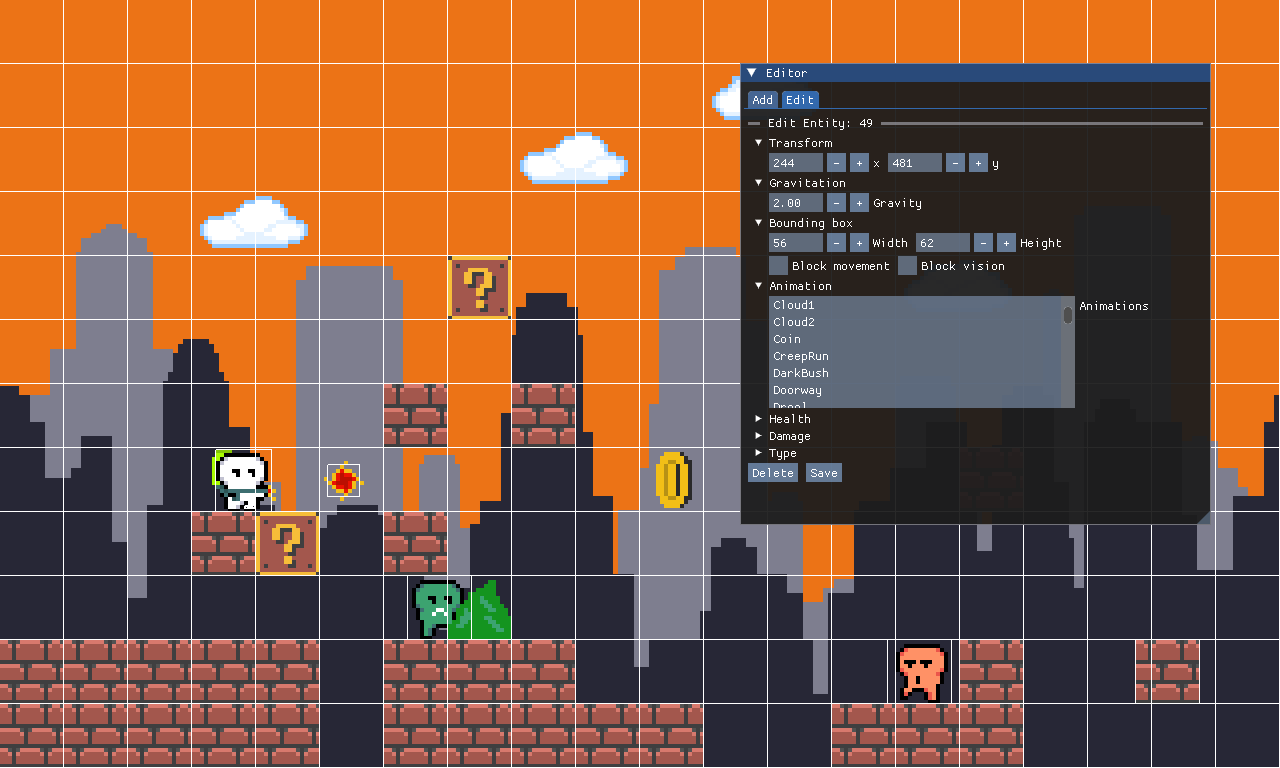 Editor
Add Edit
Edit Entity: 49
Transform
244 - + x 481 - + y
Gravitation
2.00 - + Gravity
Bounding box
56 - + Width 62 - + Height
Block movement Block vision
Animation
Cloud1 Animations
Cloud2
Coin
CreepRun
DarkBush
Doorway
Drool
Health
Damage
Type
Delete Save
?
?